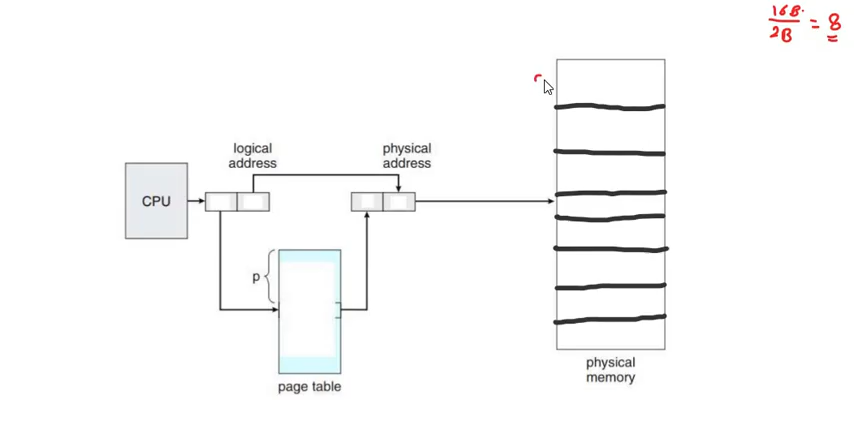 16B
2B
= 8
logical
address
physical
address
CPU
p
page table
physical
memory